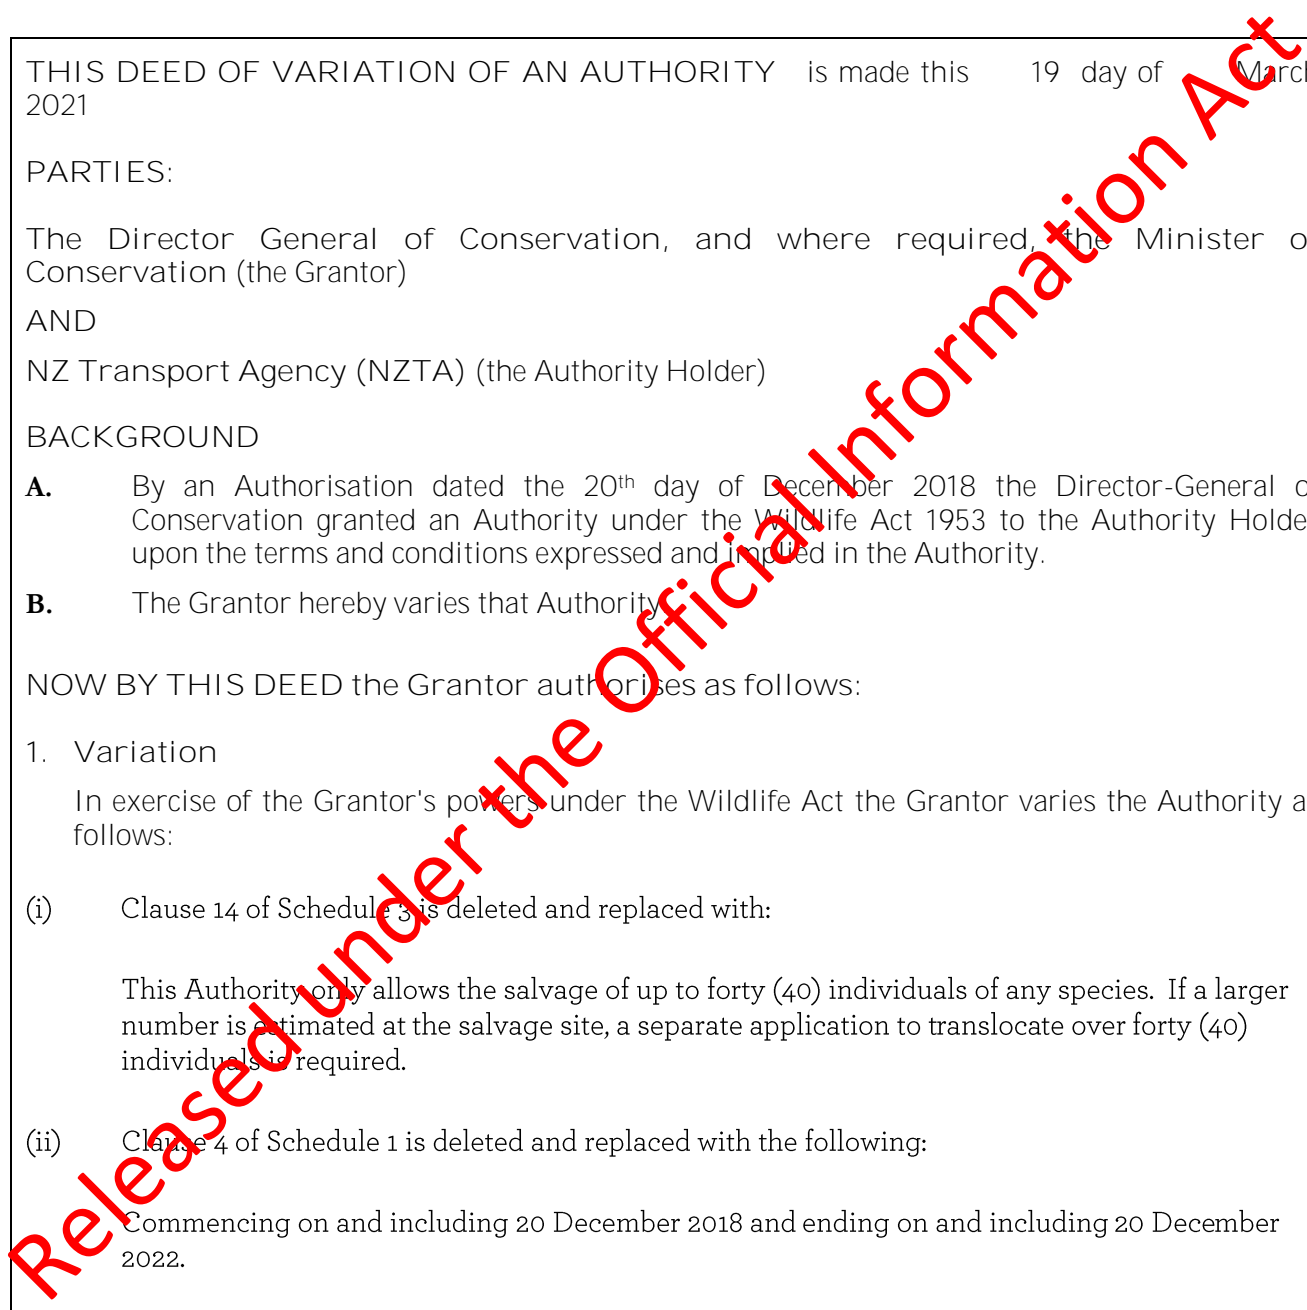 THIS DEED OF VARIATION OF AN AUTHORITY is made this 19 day of March
2021
PARTIES:
The Director General of Conservation, and where required, the Minister o
Conservation (the Grantor)
AND
NZ Transport Agency (NZTA) (the Authority Holder)
BACKGROUND
A. By an Authorisation dated the 20th day of December 2018 the Director-General o
Conservation granted an Authority under the Wildlife Act 1953 to the Authority Holde
upon the terms and conditions expressed and implied in the Authority.
B. The Grantor hereby varies that Authority
NOW BY THIS DEED the Grantor authorises as follows:
1. Variation
In exercise of the Grantor's powers under the Wildlife Act the Grantor varies the Authority a
follows:
(i) Clause 14 of Schedule 3 is deleted and replaced with:
This Authority only allows the salvage of up to forty (40) individuals of any species. If a larger
number is estimated at the salvage site, a separate application to translocate over forty (40)
individuals is required.
(ii) Clause 4 of Schedule 1 is deleted and replaced with the following:
Commencing on and including 20 December 2018 and ending on and including 20 December
2022.
Released under the Official Information Act